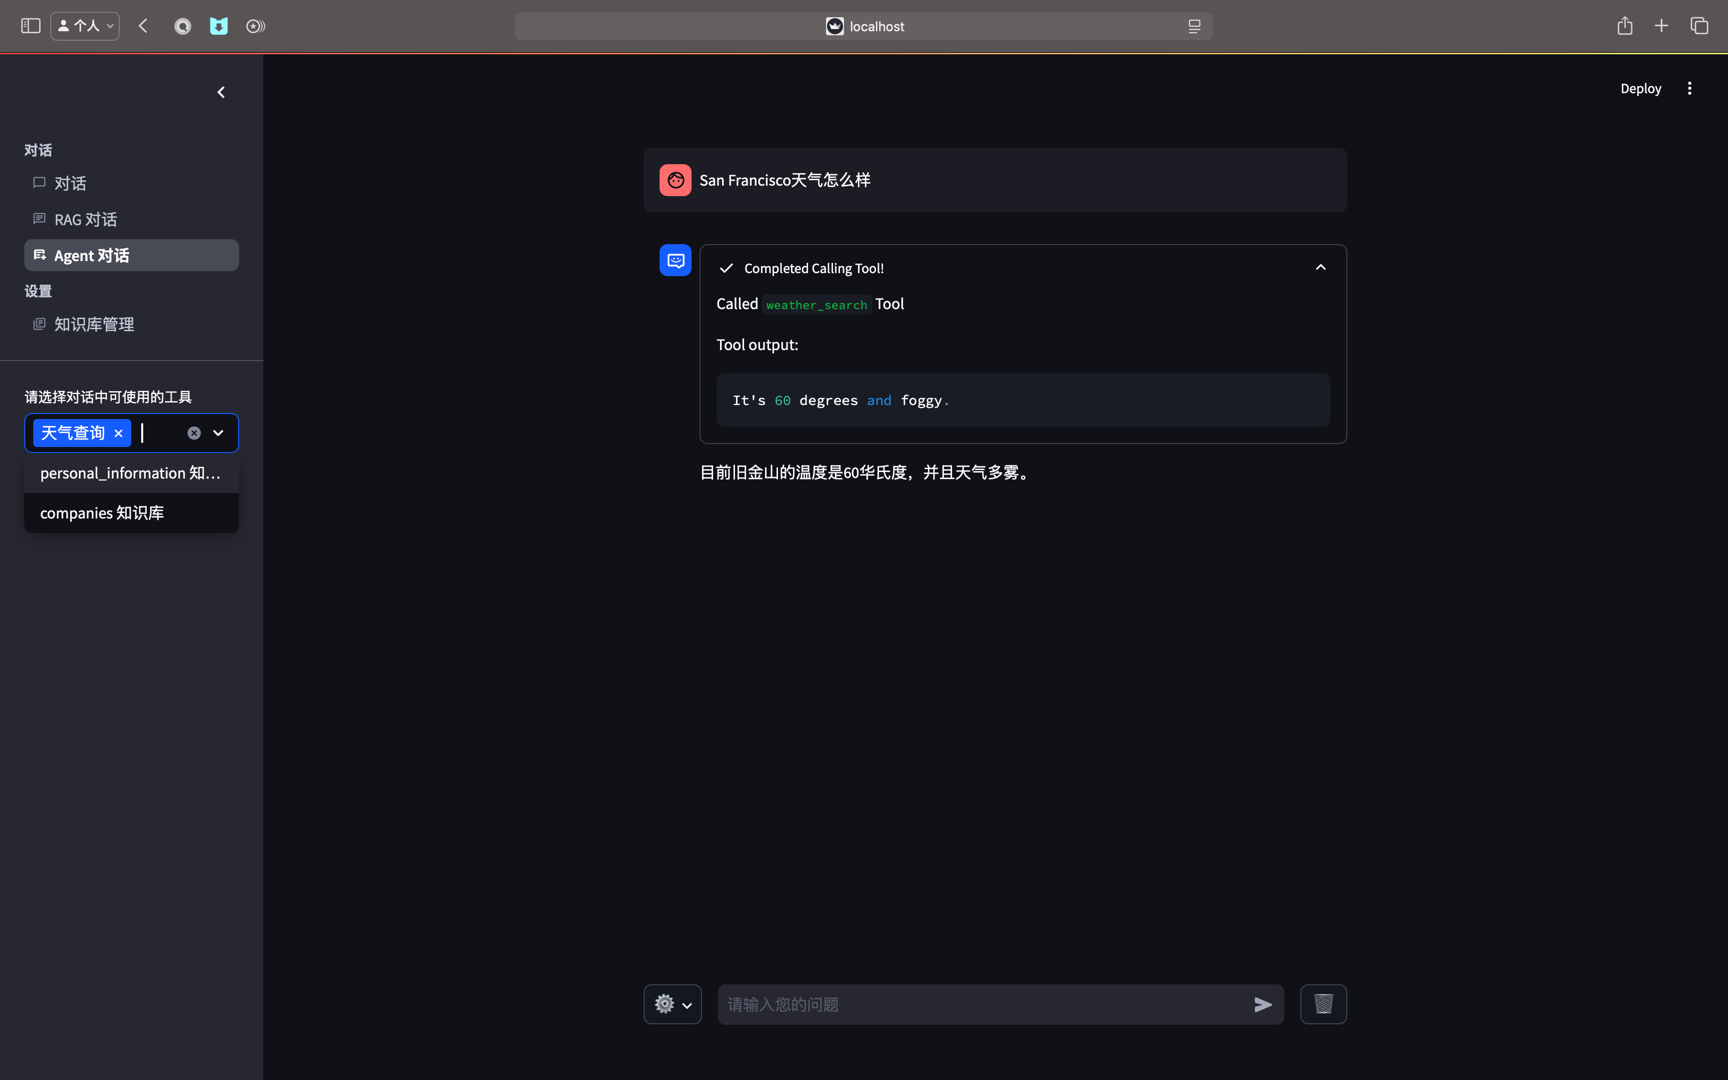 个人
localhost
Deploy
对话
对话
RAG 对话
Agent 对话
设置
知识库管理
请选择对话中可使用的工具
天气查询
personal_information 知...
companies 知识库
San Francisco天气怎么样
Completed Calling Tool!
Called weather_search Tool
Tool output:
It's 60 degrees and foggy.
目前旧金山的温度是60华氏度，并且天气多雾。
请输入您的问题